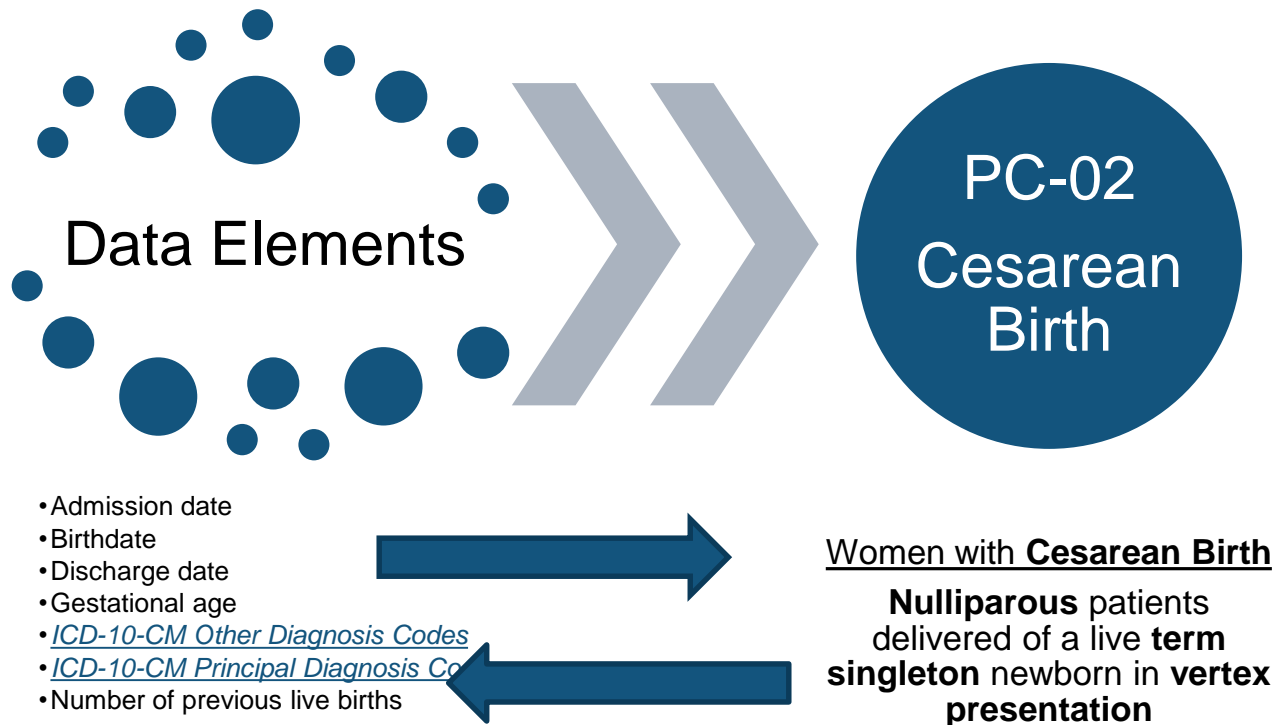 Data Elements
PC-02
Cesarean
Birth
•Admission date
•Birthdate
•Discharge date
•Gestational age
•ICD-10-CM Other Diagnosis Codes
•ICD-10-CM Principal Diagnosis Co
•Number of previous live births
Women with Cesarean Birth
Nulliparous patients
delivered of a live term
singleton newborn in vertex
presentation